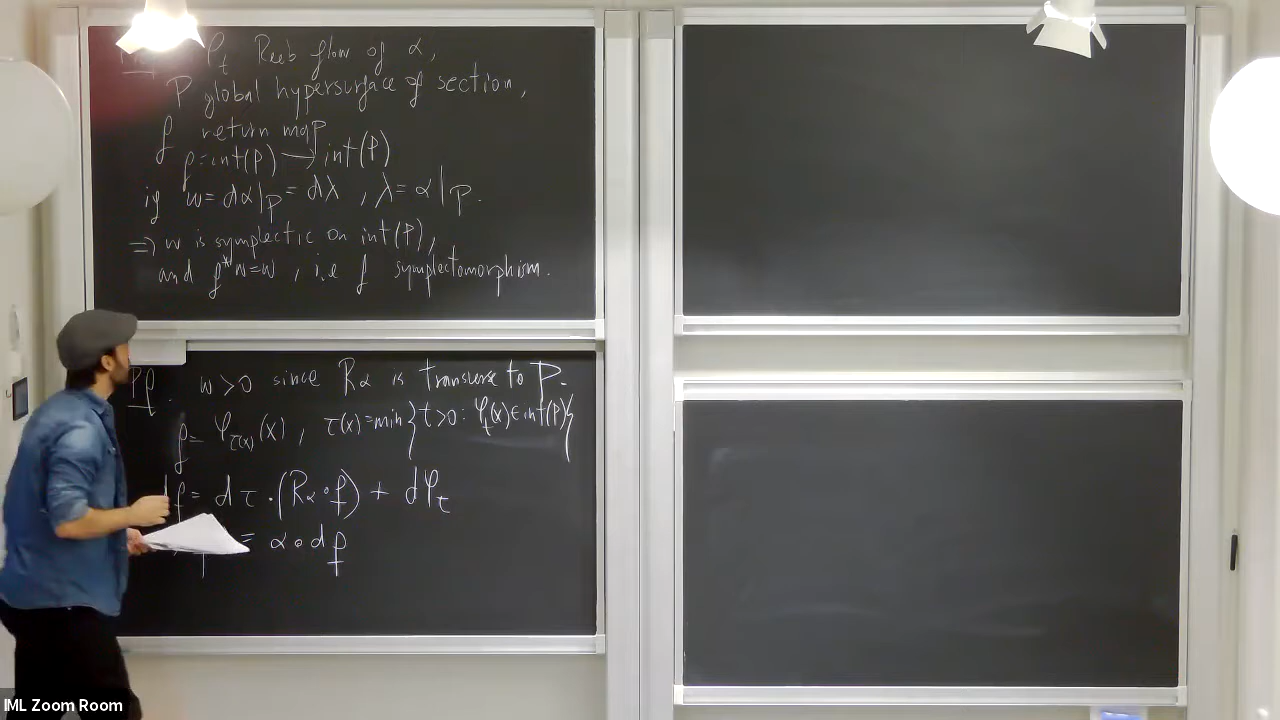 φ_t Reeb flow of α,
P global hypersurface of section,
f return map
f: int(P) → int(P)
if ω = dα|_P = dλ, λ = α|_P.
⇒ ω is symplectic on int(P),
and f*ω=ω, i.e f symplectomorphism.
Pf. ω>0 since R_α is transverse to P.
f = φ_τ(x)(x), τ(x) = min{t>0: φ_t(x) ∈ int(P)}
df = dτ·(R_α∘f) + dφ_τ
= α∘df
IML Zoom Room